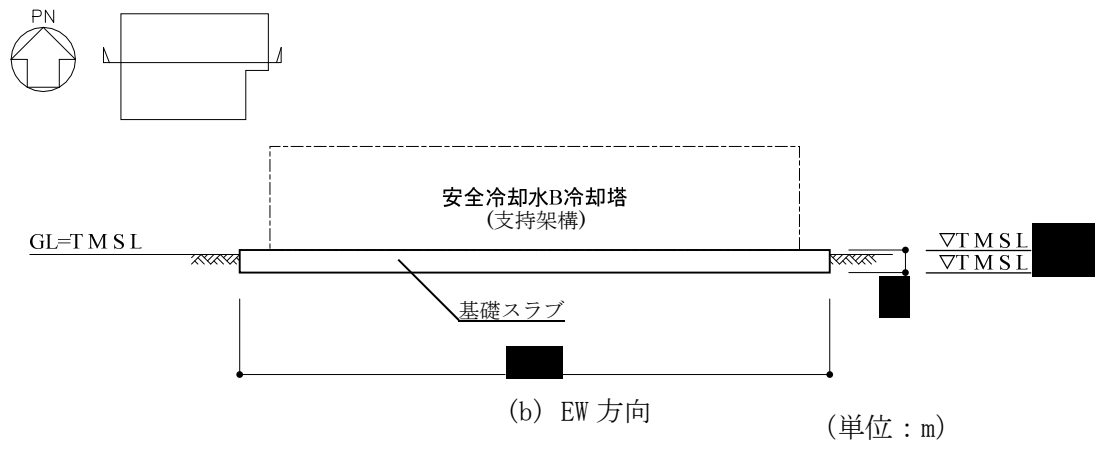 PN
安全冷却水B冷却塔
(支持架構)
GL=TMSL
▽TMSL
▽TMSL
基礎スラブ
(b) EW 方向
(単位：m)